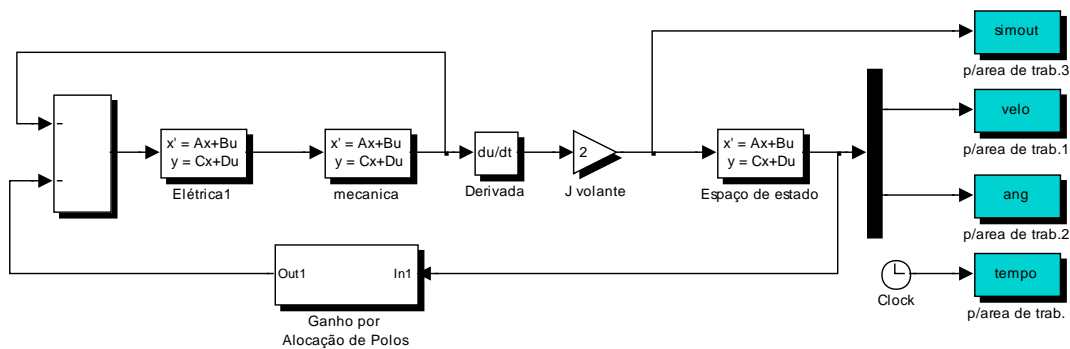 simout
p/area de trab.3
velo
p/area de trab.1
ang
p/area de trab.2
tempo
p/area de trab.
Clock
−
−
x' = Ax+Bu
y = Cx+Du
Elétrica1
x' = Ax+Bu
y = Cx+Du
mecanica
du/dt
Derivada
2
J volante
x' = Ax+Bu
y = Cx+Du
Espaço de estado
Out1
In1
Ganho por
Alocação de Polos